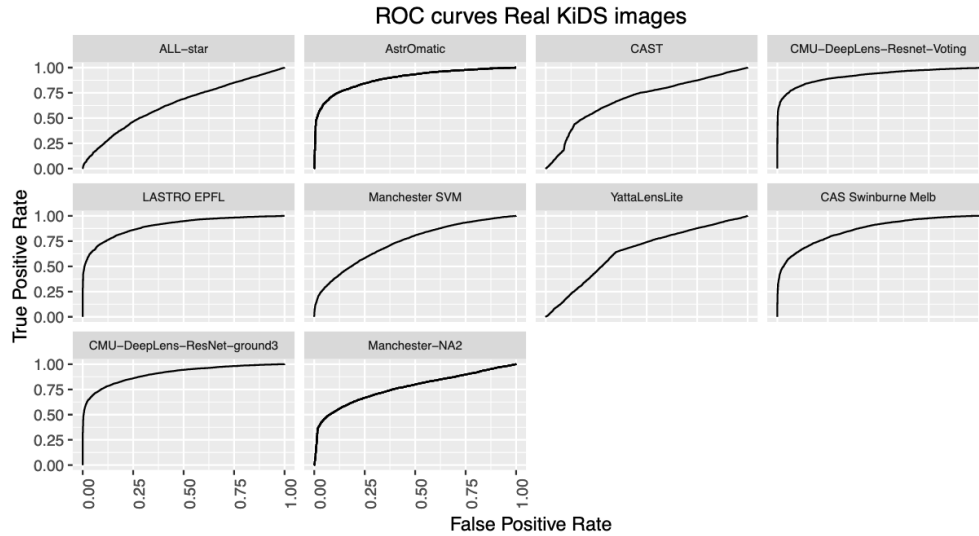 ROC curves Real KiDS images
ALL−star
AstrOmatic
CAST
CMU−DeepLens−Resnet−Voting
1.00
0.75
0.50
0.25
0.00
LASTRO EPFL
Manchester SVM
YattaLensLite
CAS Swinburne Melb
1.00
0.75
0.50
0.25
0.00
CMU−DeepLens−ResNet−ground3
Manchester−NA2
1.00
0.75
0.50
0.25
0.00
0.00
0.25
0.50
0.75
1.00
0.00
0.25
0.50
0.75
1.00
True Positive Rate
False Positive Rate